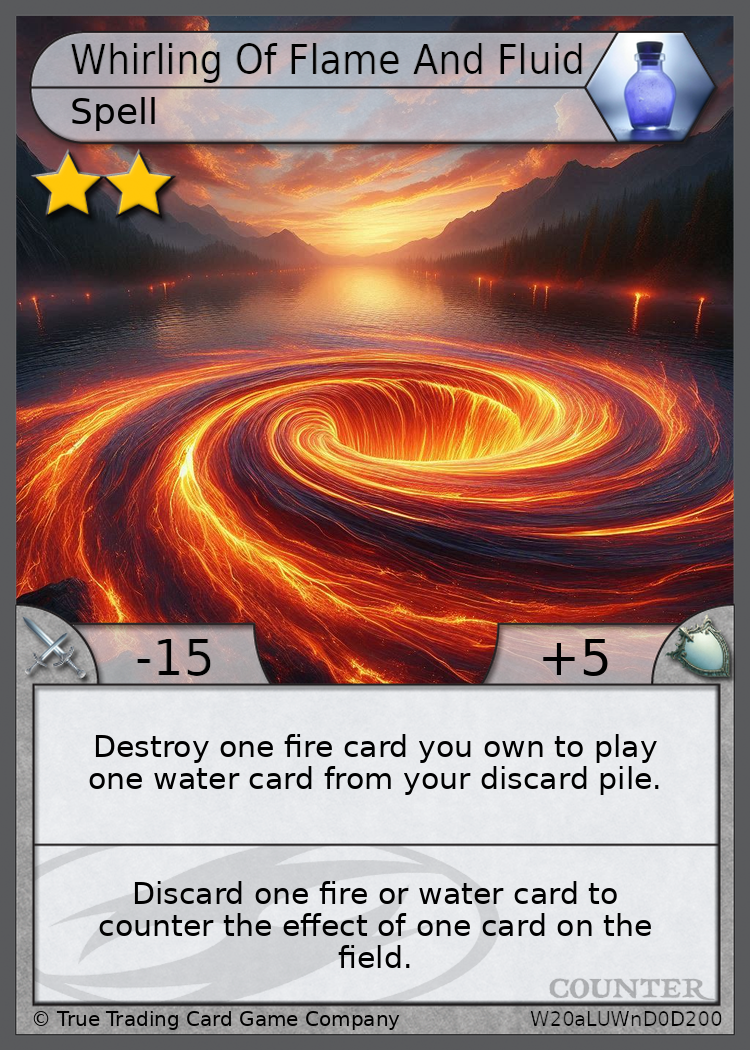 Whirling Of Flame And Fluid
Spell
-15
+5
Destroy one fire card you own to play
one water card from your discard pile.
Discard one fire or water card to
counter the effect of one card on the
field.
COUNTER
© True Trading Card Game Company
W20aLUWnD0D200